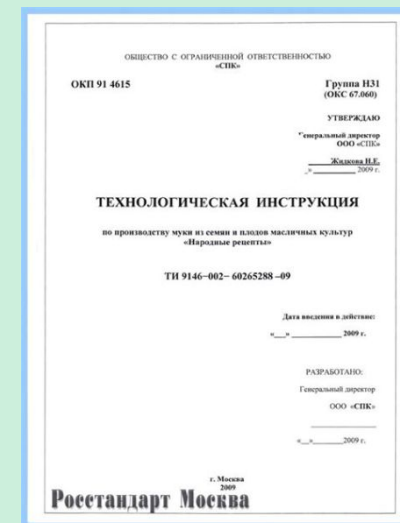 ОБЩЕСТВО С ОГРАНИЧЕННОЙ ОТВЕТСТВЕННОСТЬЮ
«СПК»
ОКП 91 4615
Группа Н31
(ОКС 67.060)
УТВЕРЖДАЮ
Генеральный директор
ООО «СПК»
Жидкова Н.Е.
» 2009 г.
ТЕХНОЛОГИЧЕСКАЯ ИНСТРУКЦИЯ
по производству муки из семян и плодов масличных культур
«Народные рецепты»
ТИ 9146–002– 60265288 –09
Дата введения в действие:
«__» __________ 2009 г.
РАЗРАБОТАНО:
Генеральный директор
ООО «СПК»
«__»________2009 г.
г. Москва
2009
Росстандарт Москва